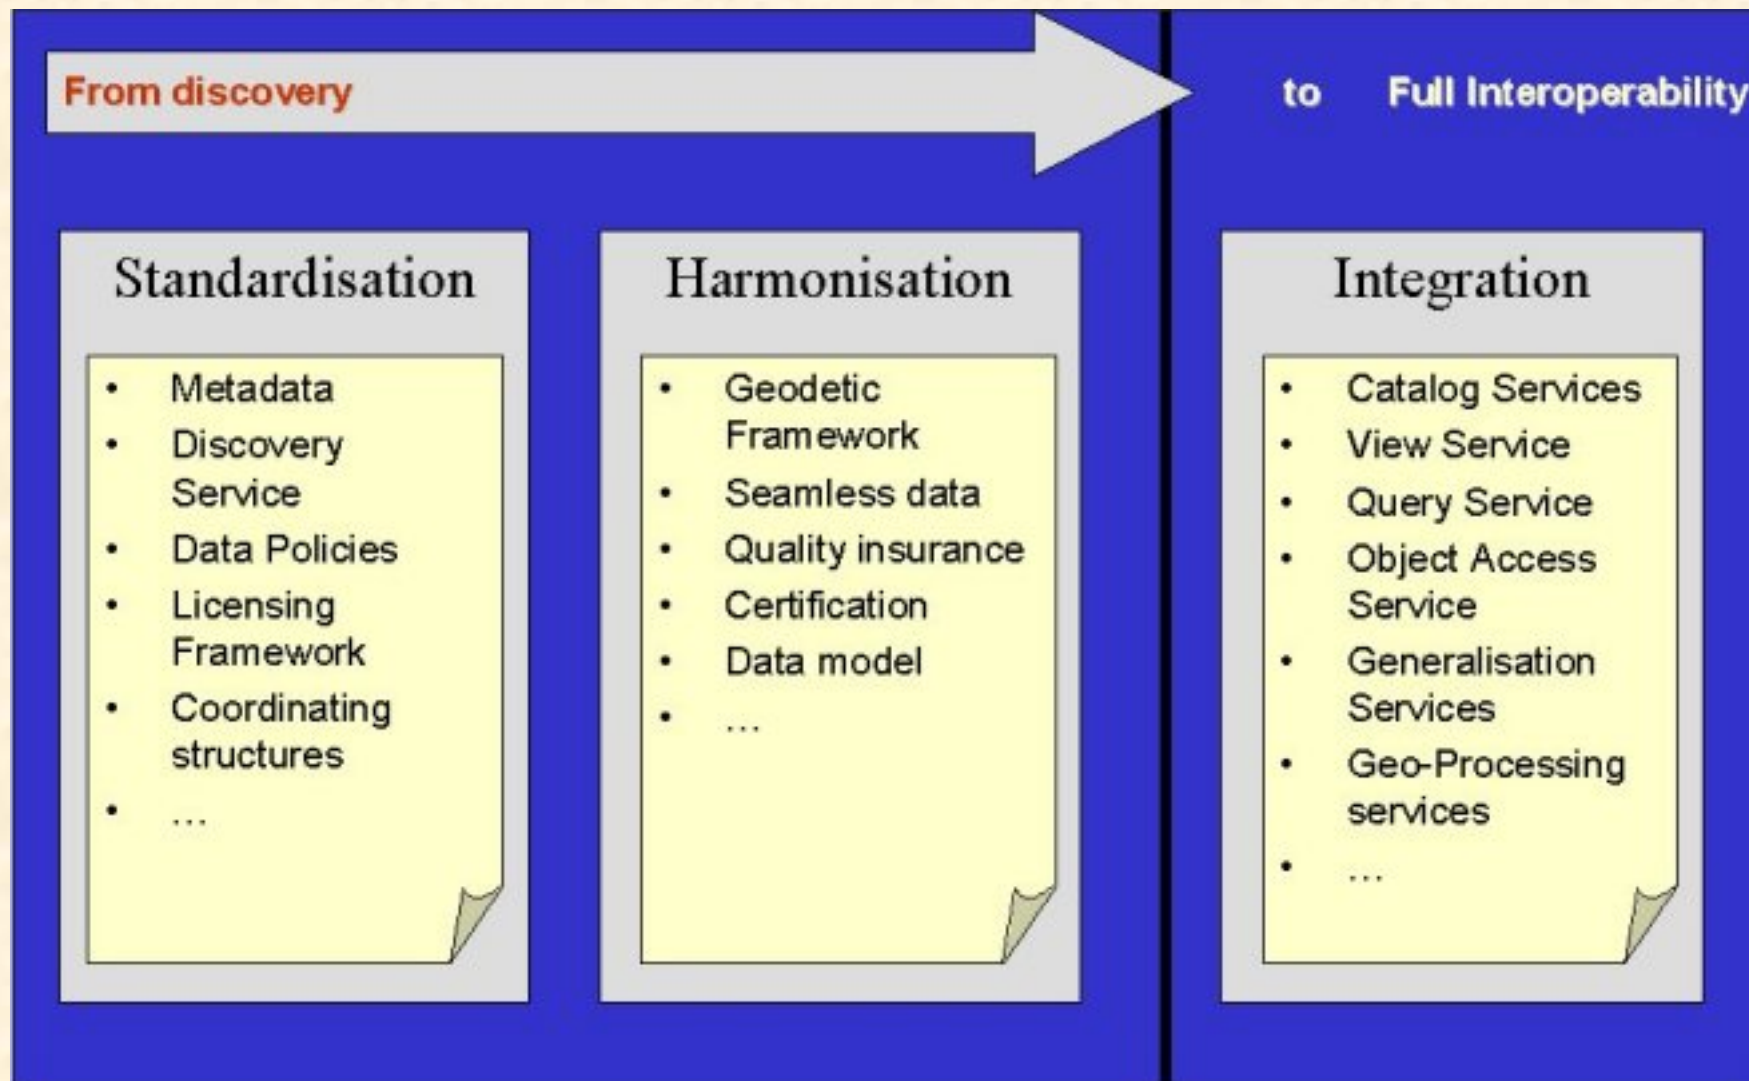 From discovery
to Full Interoperability
Standardisation
• Metadata
• Discovery
Service
• Data Policies
• Licensing
Framework
• Coordinating
structures
• …
Harmonisation
• Geodetic
Framework
• Seamless data
• Quality insurance
• Certification
• Data model
• …
Integration
• Catalog Services
• View Service
• Query Service
• Object Access
Service
• Generalisation
Services
• Geo-Processing
services
• …